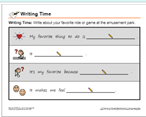 Writing Time
Writing Time: Write about your favorite ride or game at the amusement park.
My favorite thing to do is
is
It's my favorite because
It makes me feel